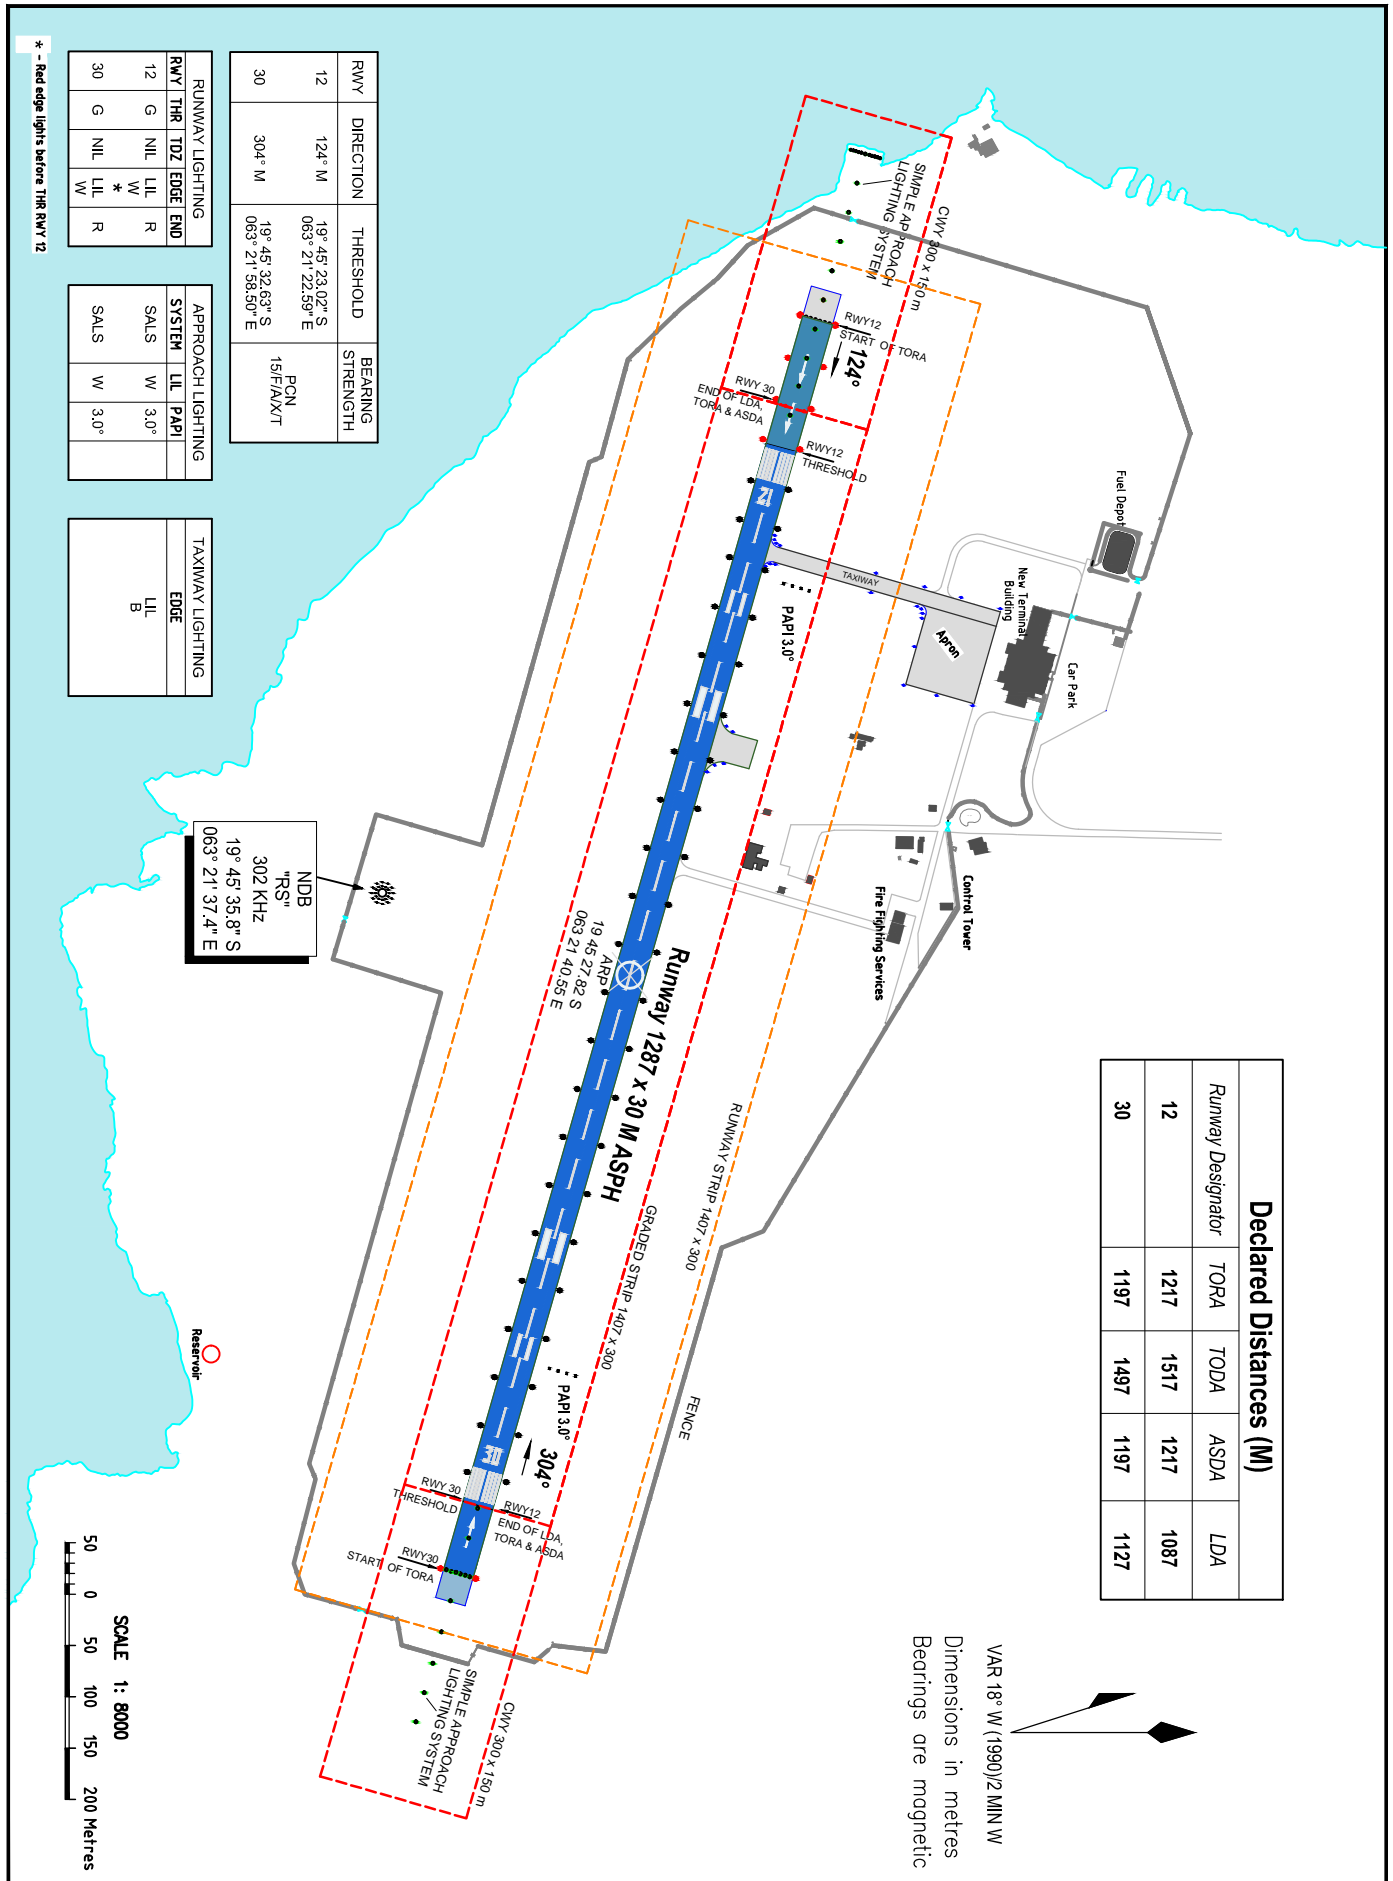 Declared Distances (M)
Runway Designator TORA TODA ASDA LDA
12 1217 1517 1217 1087
30 1197 1497 1197 1127
VAR 18° W (1990)/2 MIN W
Dimensions in metres
Bearings are magnetic
Fuel Depot
New Terminal
Building
Car Park
Apron
TAXIWAY
Control Tower
Fire Fighting Services
CWY 300 x 150 m
SIMPLE APPROACH
LIGHTING SYSTEM
RWY12
START OF TORA
124°
RWY 30
END OF LDA,
TORA & ASDA
RWY12
THRESHOLD
12
PAPI 3.0°
Runway 1287 x 30 M ASPH
ARP
19 45 27.82 S
063 21 40.55 E
RUNWAY STRIP 1407 x 300
GRADED STRIP 1407 x 300
FENCE
PAPI 3.0°
304°
30
RWY 30
THRESHOLD
RWY12
END OF LDA,
TORA & ASDA
RWY30
START OF TORA
SIMPLE APPROACH
LIGHTING SYSTEM
CWY 300 x 150 m
RWY DIRECTION THRESHOLD BEARING STRENGTH
12 124° M 19° 45' 23.02" S
063° 21' 22.59" E
PCN
15/F/A/X/T
30 304° M 19° 45' 32.63" S
063° 21' 58.50" E
RUNWAY LIGHTING
RWY THR TDZ EDGE END
12 G NIL LIL R
W
*
30 G NIL LIL R
W
* - Red edge lights before THR RWY 12
APPROACH LIGHTING
SYSTEM LIL PAPI
SALS W 3.0°
SALS W 3.0°
TAXIWAY LIGHTING
EDGE
LIL
B
NDB
"RS"
302 KHz
19° 45' 35.8" S
063° 21' 37.4" E
Reservoir
SCALE 1: 8000
50 0 50 100 150 200 Metres